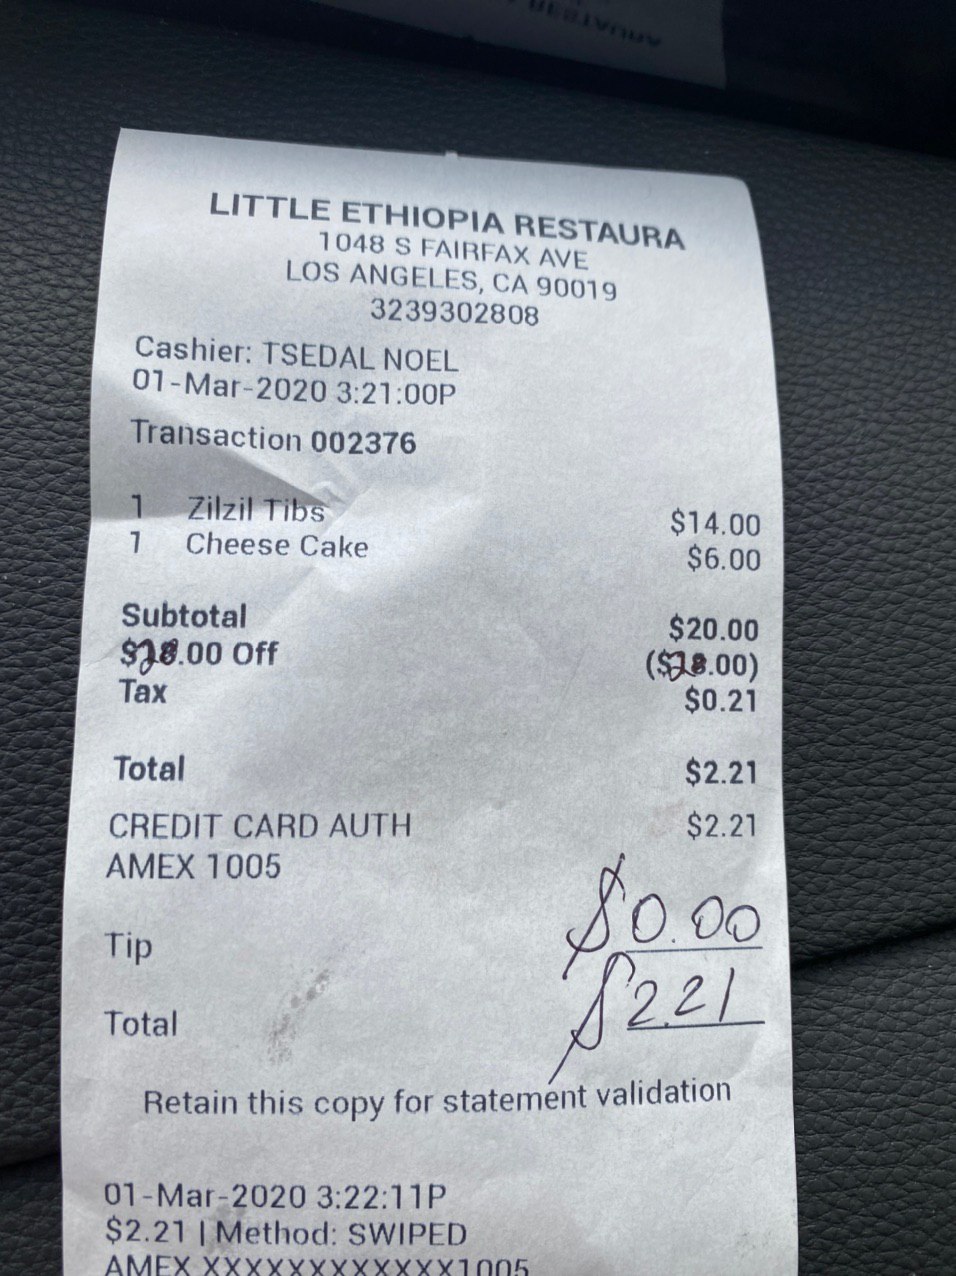 LITTLE ETHIOPIA RESTAURA
1048 S FAIRFAX AVE
LOS ANGELES, CA 90019
3239302808
Cashier: TSEDAL NOEL
01-Mar-2020 3:21:00P
Transaction 002376
1 Zilzil Tibs $14.00
1 Cheese Cake $6.00
Subtotal $20.00
$28.00 Off ($28.00)
Tax $0.21
Total $2.21
CREDIT CARD AUTH $2.21
AMEX 1005
Tip $0.00
Total $2.21
Retain this copy for statement validation
01-Mar-2020 3:22:11P
$2.21 | Method: SWIPED
AMEX XXXXXXXXXXXX1005